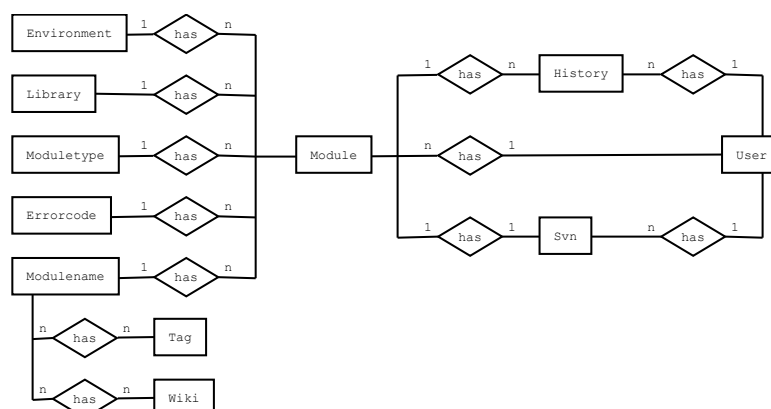 Environment 1 has n
Library 1 has n
Moduletype 1 has n
Errorcode 1 has n
Modulename 1 has n
n has n Tag
n has n Wiki
Module
1 has n History n has 1
n has 1 User
1 has 1 Svn n has 1